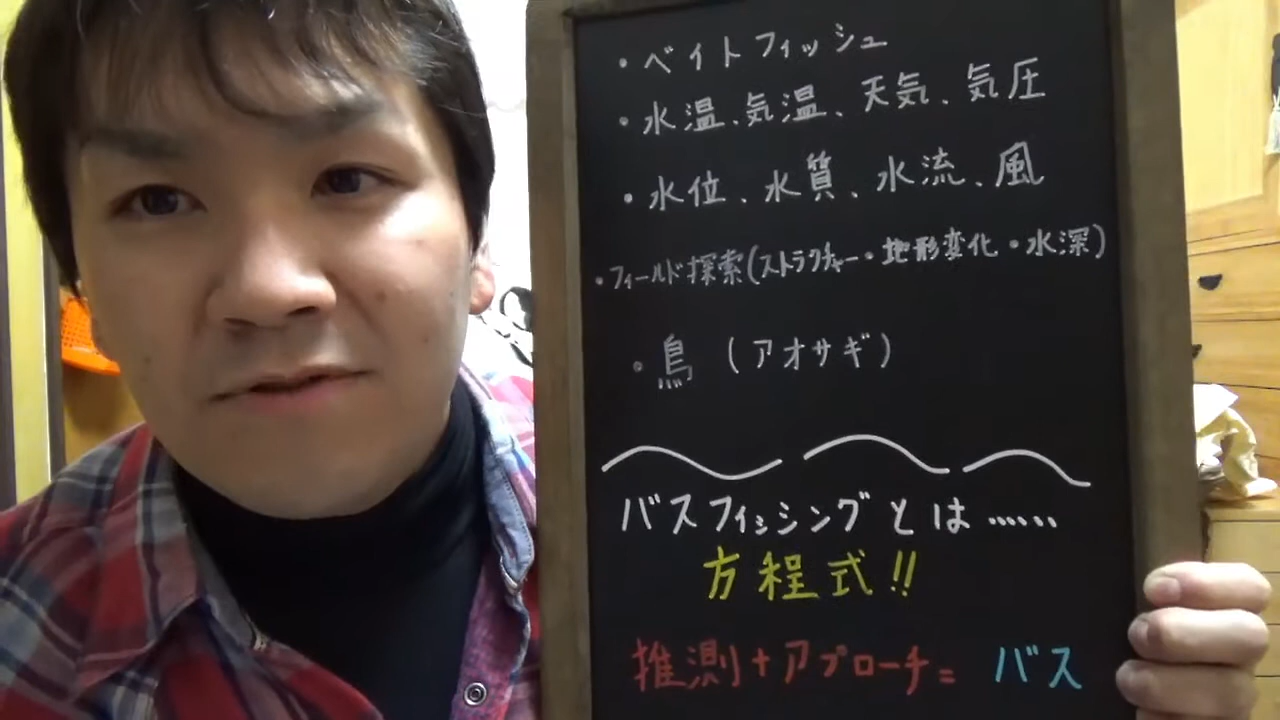 ・ベイトフィッシュ
・水温、気温、天気、気圧
・水位、水質、水流、風
・フィールド探索(ストラクチャー・地形変化・水深)
・鳥(アオサギ)
バスフィッシングとは……
方程式!!
推測+アプローチ=バス